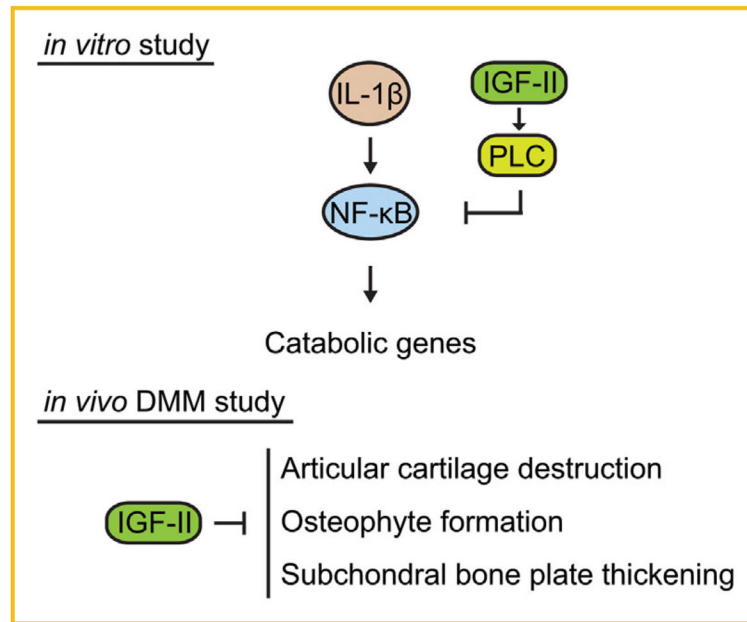 in vitro study
IL-1β
IGF-II
PLC
NF-κB
Catabolic genes
in vivo DMM study
IGF-II
Articular cartilage destruction
Osteophyte formation
Subchondral bone plate thickening